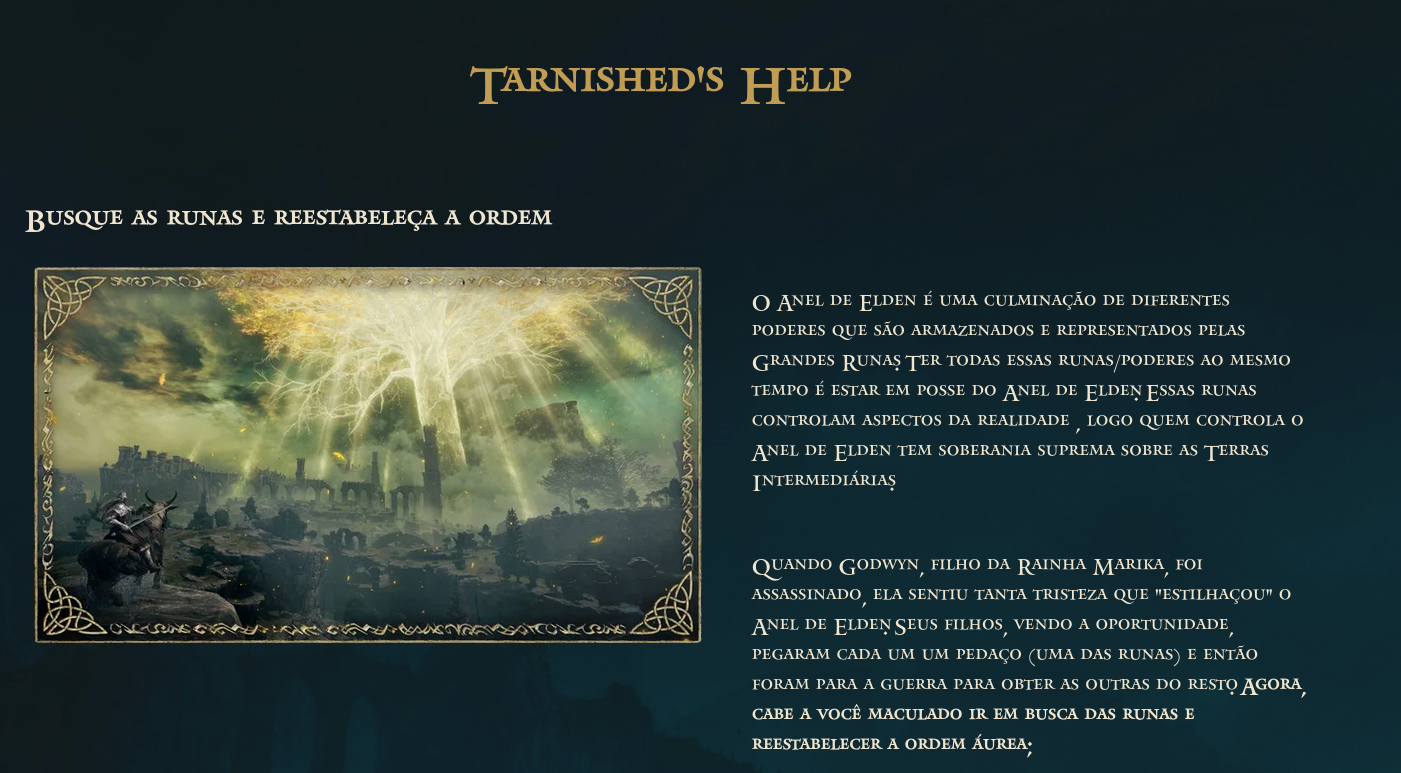 Tarnished's Help
Busque as runas e reestabeleça a ordem
O Anel de Elden é uma culminação de diferentes
poderes que são armazenados e representados pelas
Grandes Runas. Ter todas essas runas/poderes ao mesmo
tempo é estar em posse do Anel de Elden. Essas runas
controlam aspectos da realidade , logo quem controla o
Anel de Elden tem soberania suprema sobre as Terras
Intermediárias.
Quando Godwyn, filho da Rainha Marika, foi
assassinado, ela sentiu tanta tristeza que "estilhaçou" o
Anel de Elden. Seus filhos, vendo a oportunidade,
pegaram cada um um pedaço (uma das runas) e então
foram para a guerra para obter as outras do resto. Agora,
cabe a você maculado ir em busca das runas e
reestabelecer a ordem áurea;